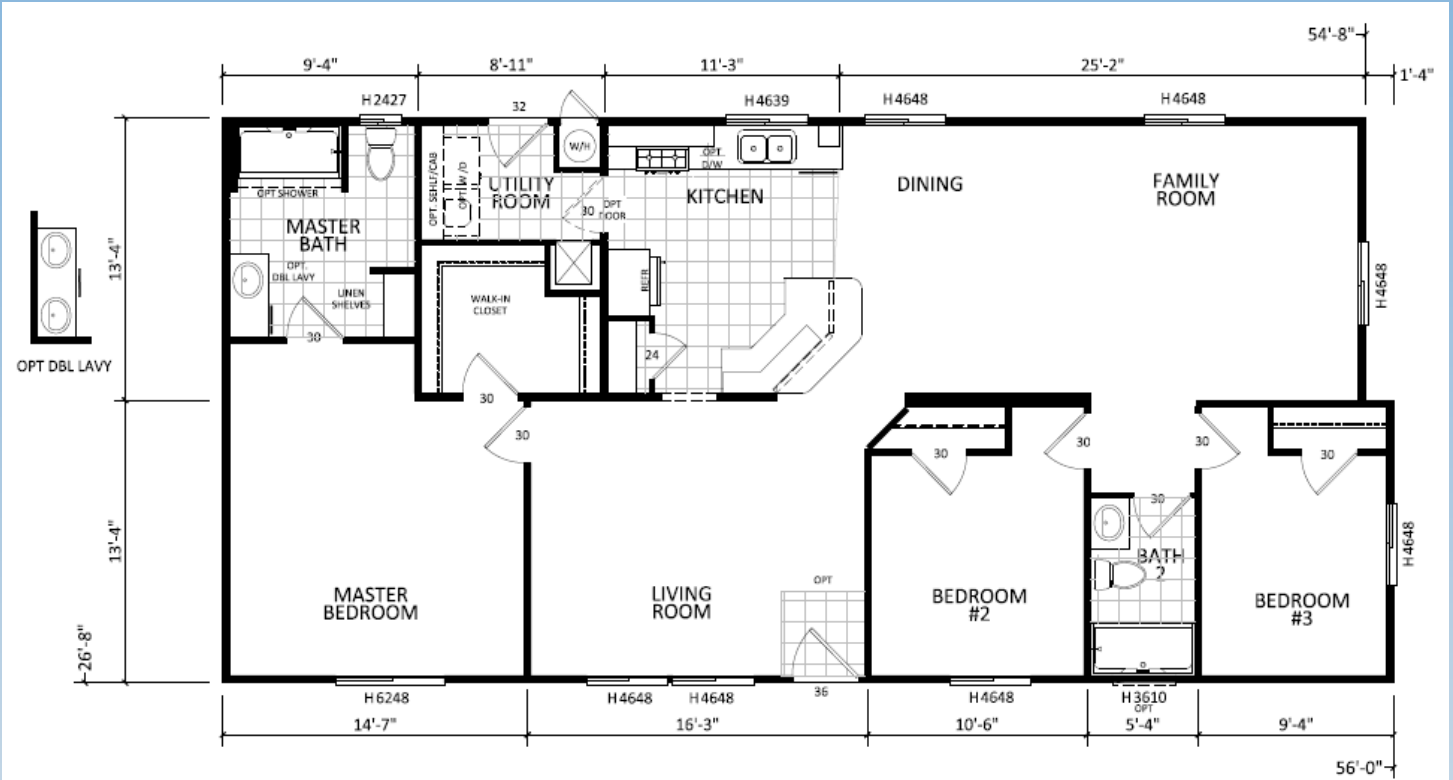 54'-8"
9'-4"
8'-11"
11'-3"
25'-2"
1'-4"
H2427
32
H4639
H4648
H4648
W/H
OPT. SEHLF/CAB
OPT W/D
UTILITY
ROOM
30
OPT
DOOR
OPT
D/W
KITCHEN
DINING
FAMILY
ROOM
OPT SHOWER
MASTER
BATH
OPT.
DBL LAVY
LINEN
SHELVES
30
13'-4"
OPT DBL LAVY
WALK-IN
CLOSET
REFR
24
H4648
30
30
30
30
30
30
30
13'-4"
26'-8"
MASTER
BEDROOM
LIVING
ROOM
OPT
BEDROOM
#2
BATH
2
BEDROOM
#3
H4648
H6248
H4648
H4648
36
H4648
H3610
OPT
14'-7"
16'-3"
10'-6"
5'-4"
9'-4"
56'-0"